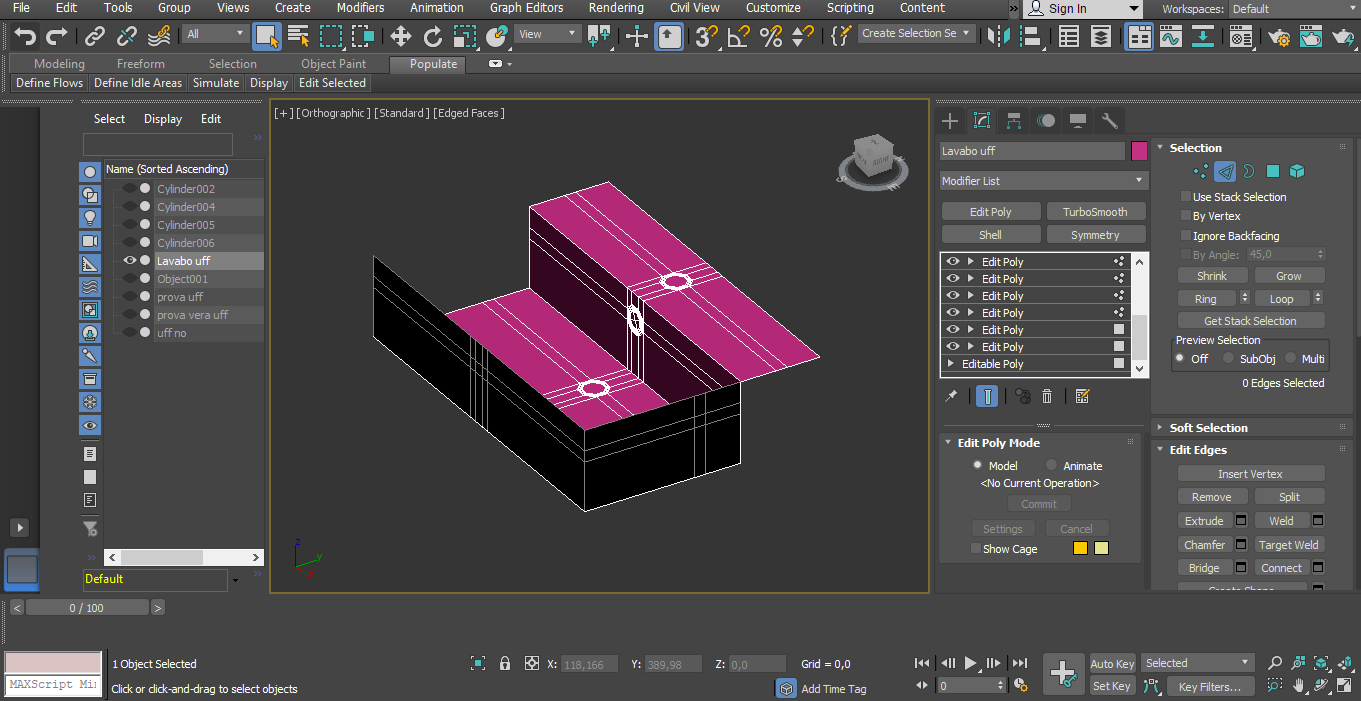 File Edit Tools Group Views Create Modifiers Animation Graph Editors Rendering Civil View Customize Scripting Content » Sign In Workspaces: Default
All View Create Selection Se
Modeling Freeform Selection Object Paint Populate
Define Flows Define Idle Areas Simulate Display Edit Selected
Select Display Edit
Name (Sorted Ascending)
Cylinder002
Cylinder004
Cylinder005
Cylinder006
Lavabo uff
Object001
prova uff
prova vera uff
uff no
Default
[+] [Orthographic] [Standard] [Edged Faces]
RIGHT
z
y
x
Lavabo uff
Modifier List
Edit Poly TurboSmooth
Shell Symmetry
Edit Poly
Edit Poly
Edit Poly
Edit Poly
Edit Poly
Edit Poly
Editable Poly
Edit Poly Mode
Model Animate
<No Current Operation>
Commit
Settings Cancel
Show Cage
Selection
Use Stack Selection
By Vertex
Ignore Backfacing
By Angle: 45,0
Shrink Grow
Ring Loop
Get Stack Selection
Preview Selection
Off SubObj Multi
0 Edges Selected
Soft Selection
Edit Edges
Insert Vertex
Remove Split
Extrude Weld
Chamfer Target Weld
Bridge Connect
Create Shape
< 0 / 100 >
1 Object Selected X: 118,166 Y: 389,98 Z: 0,0 Grid = 0,0 Auto Key Selected
MAXScript Mi
Click or click-and-drag to select objects Add Time Tag 0 Set Key Key Filters...